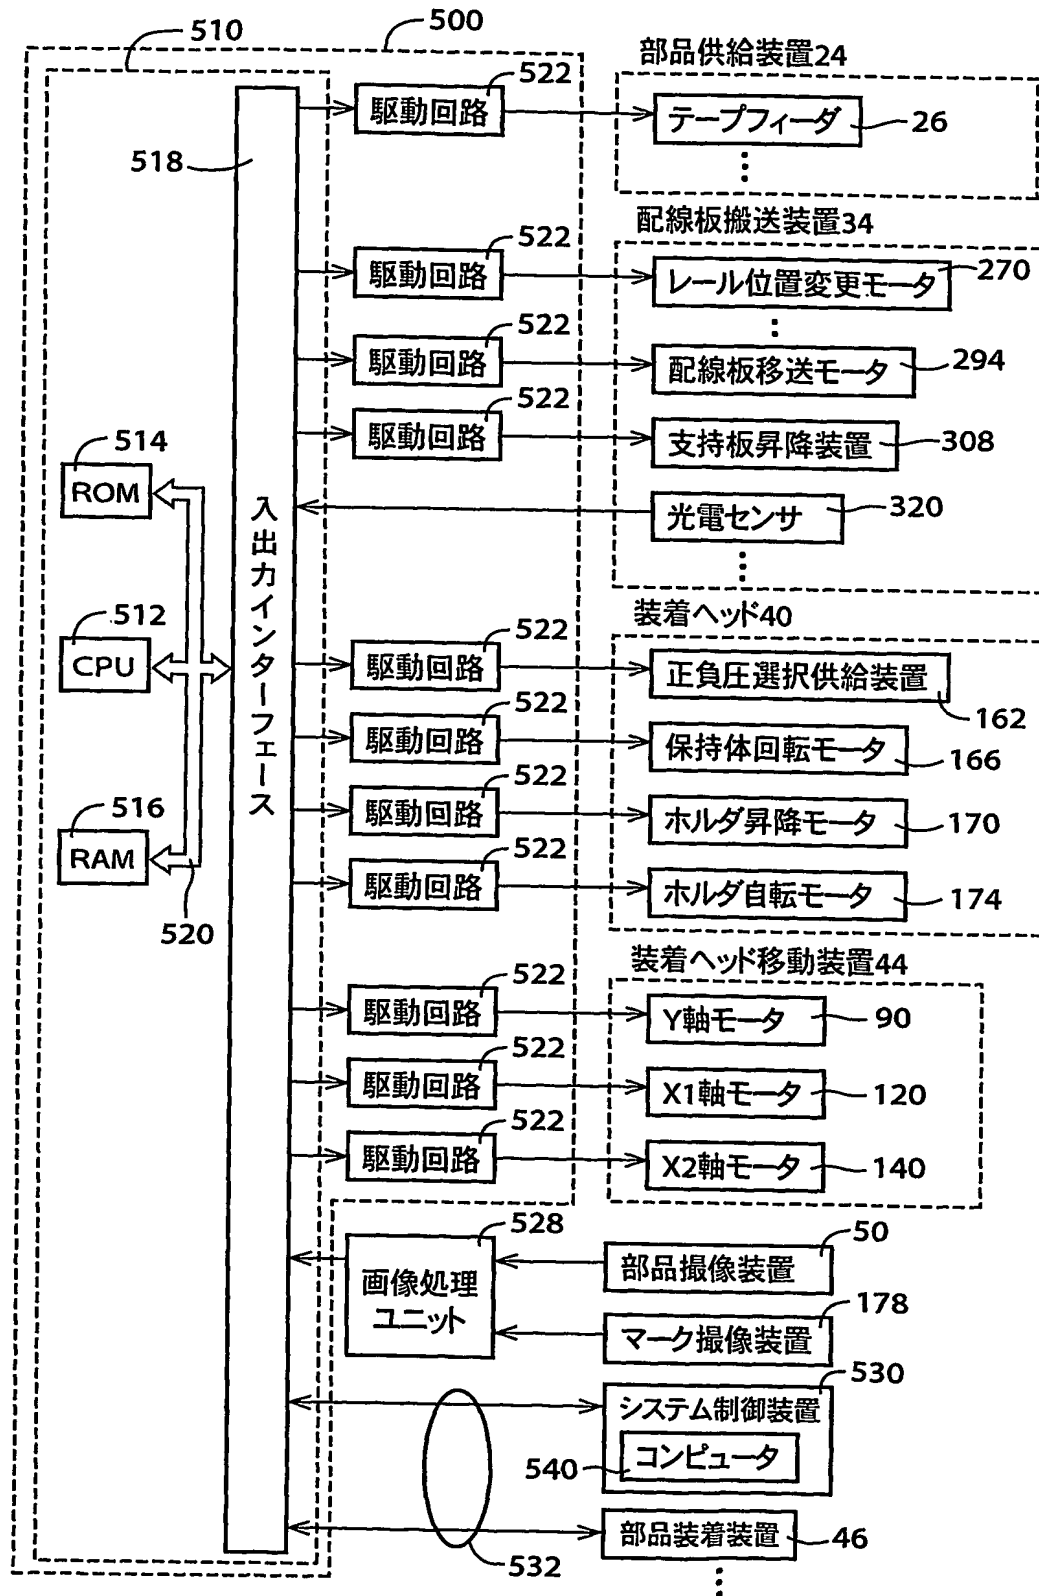 510
500
部品供給装置24
522
駆動回路
テープフィーダ
26
518
配線板搬送装置34
522
駆動回路
レール位置変更モータ
270
522
駆動回路
配線板移送モータ
294
522
駆動回路
支持板昇降装置
308
514
ROM
光電センサ
320
入出力インターフェース
装着ヘッド40
512
CPU
522
駆動回路
正負圧選択供給装置
162
522
駆動回路
保持体回転モータ
166
522
駆動回路
ホルダ昇降モータ
170
516
RAM
522
駆動回路
ホルダ自転モータ
174
520
装着ヘッド移動装置44
522
駆動回路
Y軸モータ
90
522
駆動回路
X1軸モータ
120
522
駆動回路
X2軸モータ
140
528
画像処理
ユニット
50
部品撮像装置
178
マーク撮像装置
530
システム制御装置
540
コンピュータ
部品装着装置
46
532